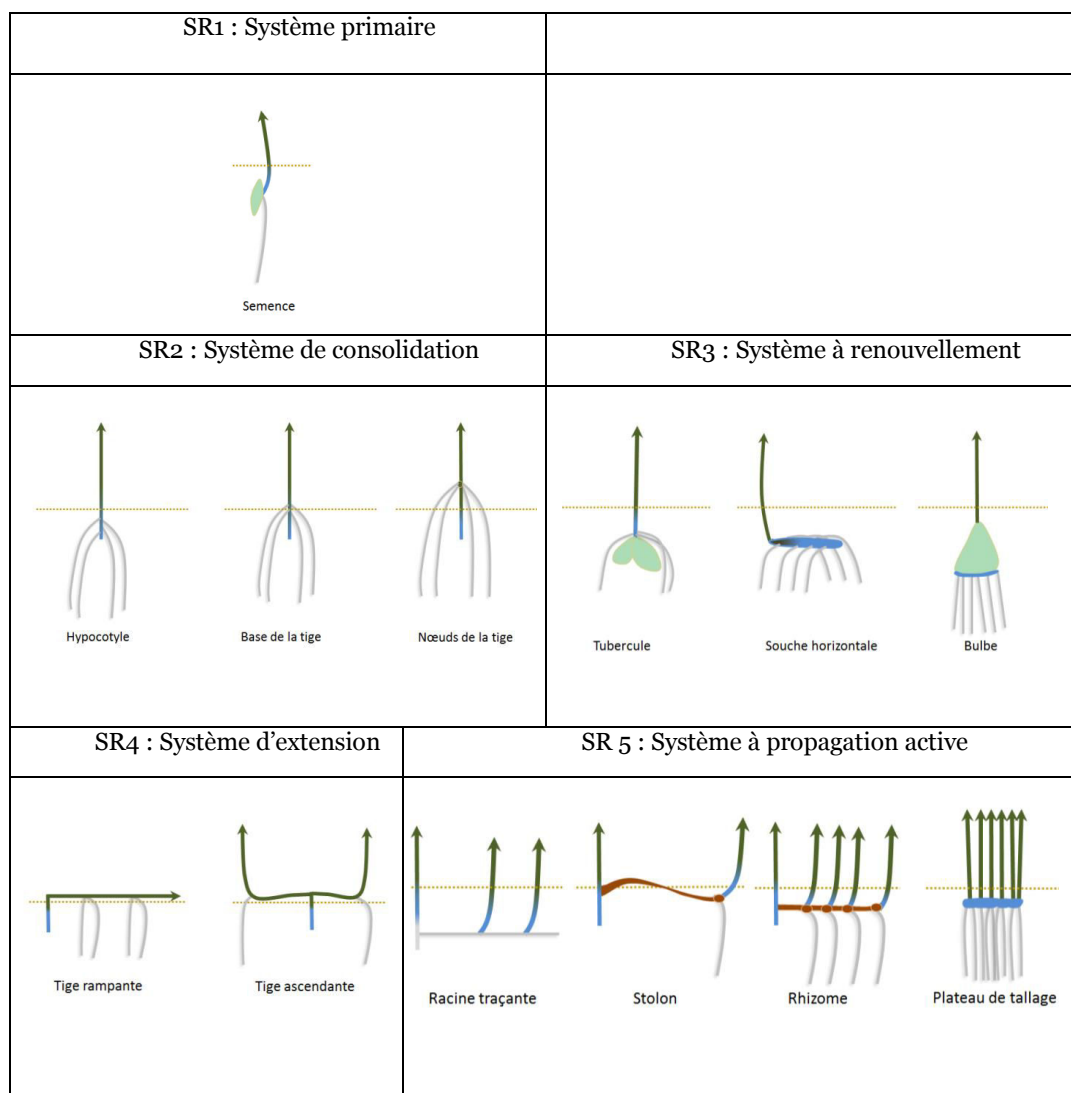 SR1 : Système primaire
Semence
SR2 : Système de consolidation
SR3 : Système à renouvellement
Hypocotyle
Base de la tige
Nœuds de la tige
Tubercule
Souche horizontale
Bulbe
SR4 : Système d’extension
SR 5 : Système à propagation active
Tige rampante
Tige ascendante
Racine traçante
Stolon
Rhizome
Plateau de tallage